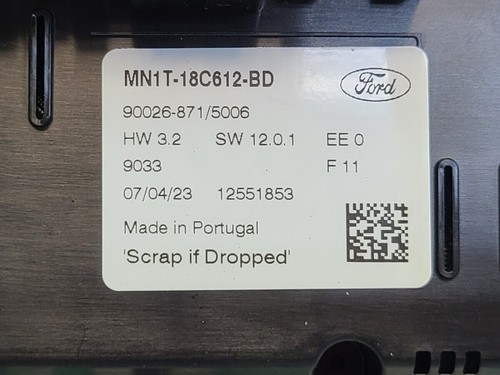 MN1T-18C612-BD
Ford
90026-871/5006
HW 3.2 SW 12.0.1 EE 0
9033 F 11
07/04/23 12551853
Made in Portugal
'Scrap if Dropped'